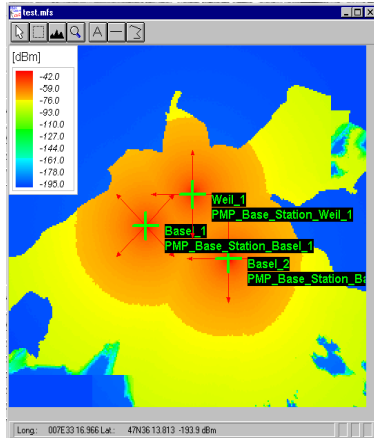 test.mfs
A
[dBm]
-42.0
-59.0
-76.0
-93.0
-110.0
-127.0
-144.0
-161.0
-178.0
-195.0
Weil_1
PMP_Base_Station_Weil_1
Basel_1
PMP_Base_Station_Basel_1
Basel_2
PMP_Base_Station_Ba
Long.: 007E33 16.966 Lat.: 47N36 13.813 -193.9 dBm